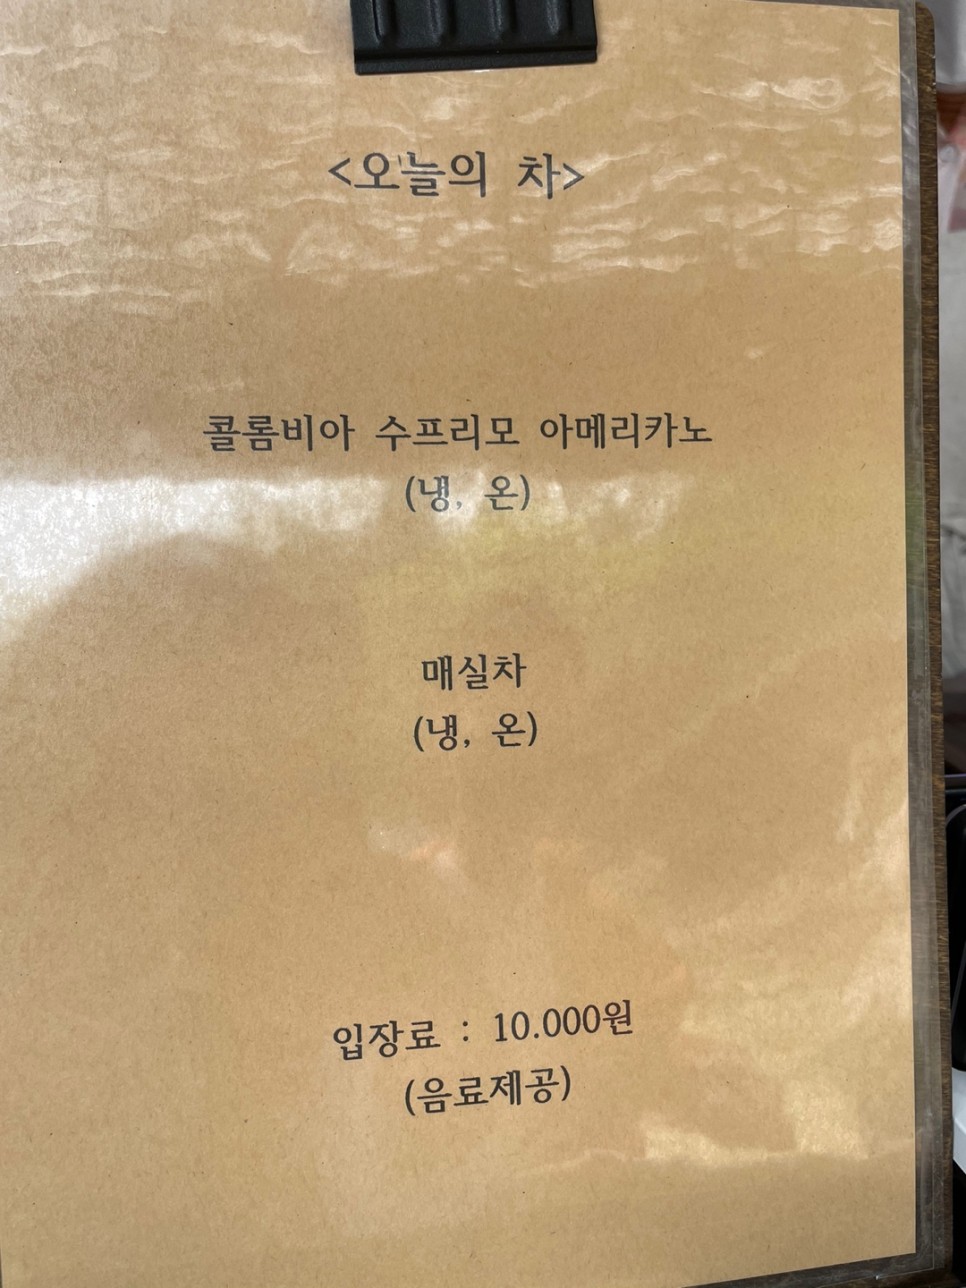 <오늘의 차>
콜롬비아 수프리모 아메리카노
(냉, 온)
매실차
(냉, 온)
입장료 : 10.000원
(음료제공)